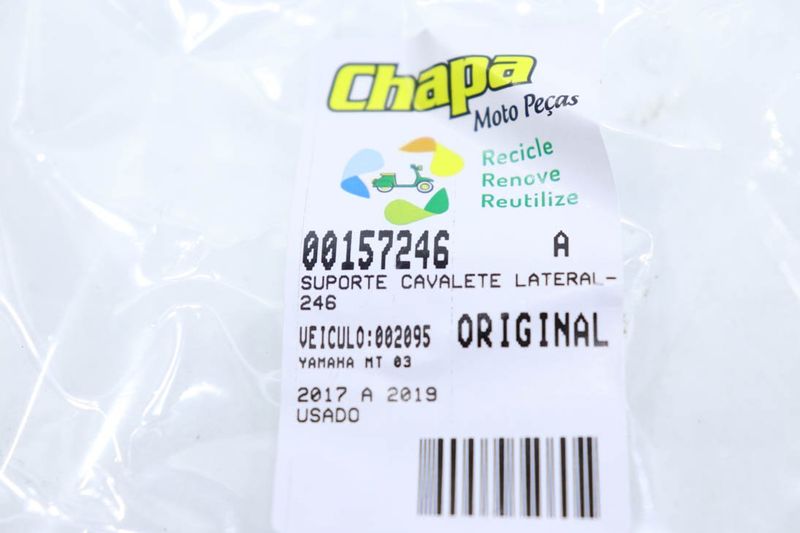 Chapa
Moto Peças
Recicle
Renove
Reutilize
00157246 A
SUPORTE CAVALETE LATERAL-
246
VEICULO:002095 ORIGINAL
YAMAHA MT 03
2017 A 2019
USADO